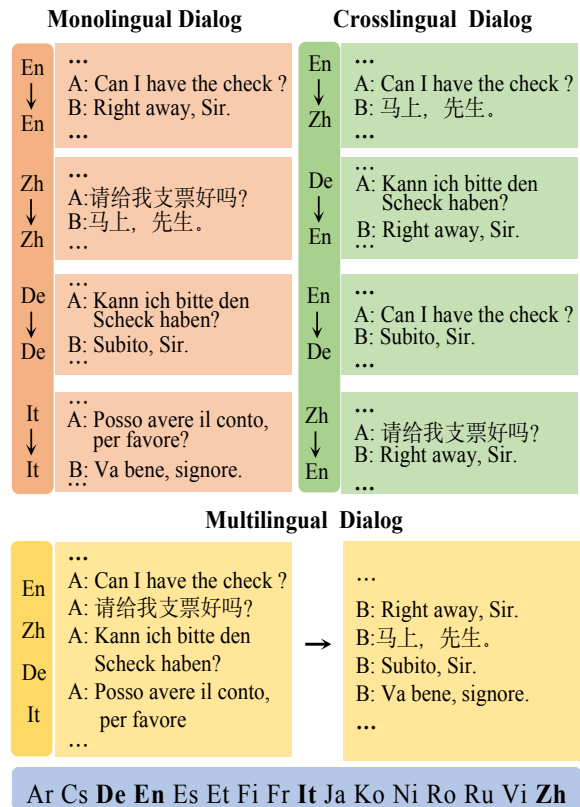 Monolingual Dialog
En
↓
En
...
A: Can I have the check ?
B: Right away, Sir.
...
Zh
↓
Zh
...
A:请给我支票好吗?
B:马上，先生。
...
De
↓
De
...
A: Kann ich bitte den
Scheck haben?
B: Subito, Sir.
...
It
↓
It
...
A: Posso avere il conto,
per favore?
B: Va bene, signore.
...
Crosslingual Dialog
En
↓
Zh
...
A: Can I have the check ?
B: 马上，先生。
...
De
↓
En
...
A: Kann ich bitte den
Scheck haben?
B: Right away, Sir.
...
En
↓
De
...
A: Can I have the check ?
B: Subito, Sir.
...
Zh
↓
En
...
A: 请给我支票好吗?
B: Right away, Sir.
...
Multilingual Dialog
En
Zh
De
It
...
A: Can I have the check ?
A: 请给我支票好吗?
A: Kann ich bitte den
Scheck haben?
A: Posso avere il conto,
per favore
...
→
...
B: Right away, Sir.
B:马上，先生。
B: Subito, Sir.
B: Va bene, signore.
...
Ar Cs De En Es Et Fi Fr It Ja Ko Ni Ro Ru Vi Zh